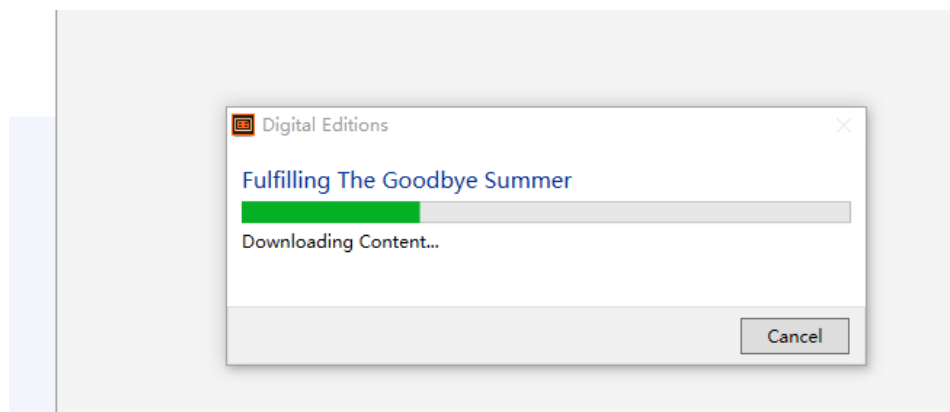 Digital Editions
Fulfilling The Goodbye Summer
Downloading Content...
Cancel